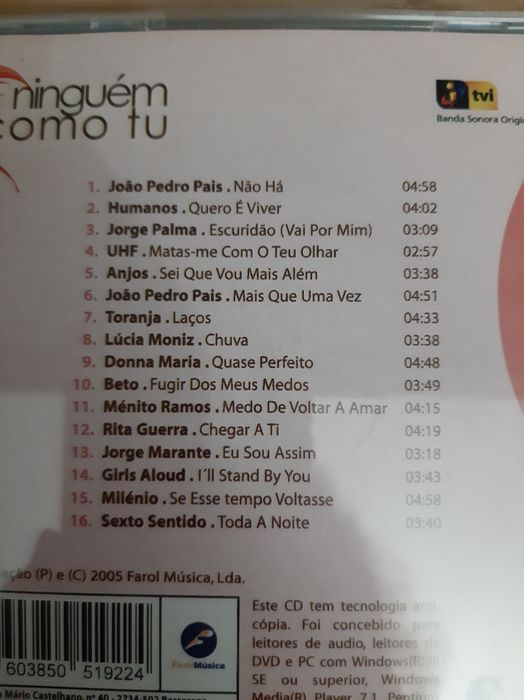 ninguém
como tu
tvi
Banda Sonora
1. João Pedro Pais . Não Há 04:58
2. Humanos . Quero É Viver 04:02
3. Jorge Palma . Escuridão (Vai Por Mim) 03:09
4. UHF . Matas-me Com O Teu Olhar 02:57
5. Anjos . Sei Que Vou Mais Além 03:38
6. João Pedro Pais . Mais Que Uma Vez 04:51
7. Toranja . Laços 04:33
8. Lúcia Moniz . Chuva 03:38
9. Donna Maria . Quase Perfeito 04:48
10. Beto . Fugir Dos Meus Medos 03:49
11. Ménito Ramos . Medo De Voltar A Amar 04:15
12. Rita Guerra . Chegar A Ti 04:19
13. Jorge Marante . Eu Sou Assim 03:18
14. Girls Aloud . I´ll Stand By You 03:43
15. Milénio . Se Esse tempo Voltasse 04:58
16. Sexto Sentido . Toda A Noite 03:40
(P) e (C) 2005 Farol Música, Lda.
603850 519224
FarolMúsica
Este CD tem tecnologia anti-
cópia. Foi concebido para
leitores de audio, leitores de
DVD e PC com Windows(R)98
SE ou superior, Windows
Media(R) Player 7.1, Pentium
Mário Castelhano, nº 40 - 2734-502